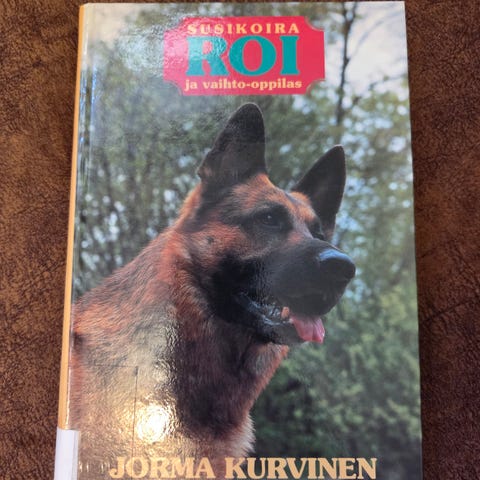 SUSIKOIRA
ROI
ja vaihto-oppilas
JORMA KURVINEN